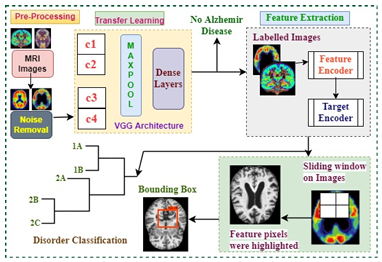 Pre-Processing
Transfer Learning
No Alzhemir
Disease
Feature Extraction
MRI
Images
Noise
Removal
c1
c2
c3
c4
MAXPOOL
Dense
Layers
VGG Architecture
Labelled Images
Feature
Encoder
Target
Encoder
1A
1B
2A
2B
2C
Disorder Classification
Bounding Box
Feature pixels
were highlighted
Sliding window
on Images